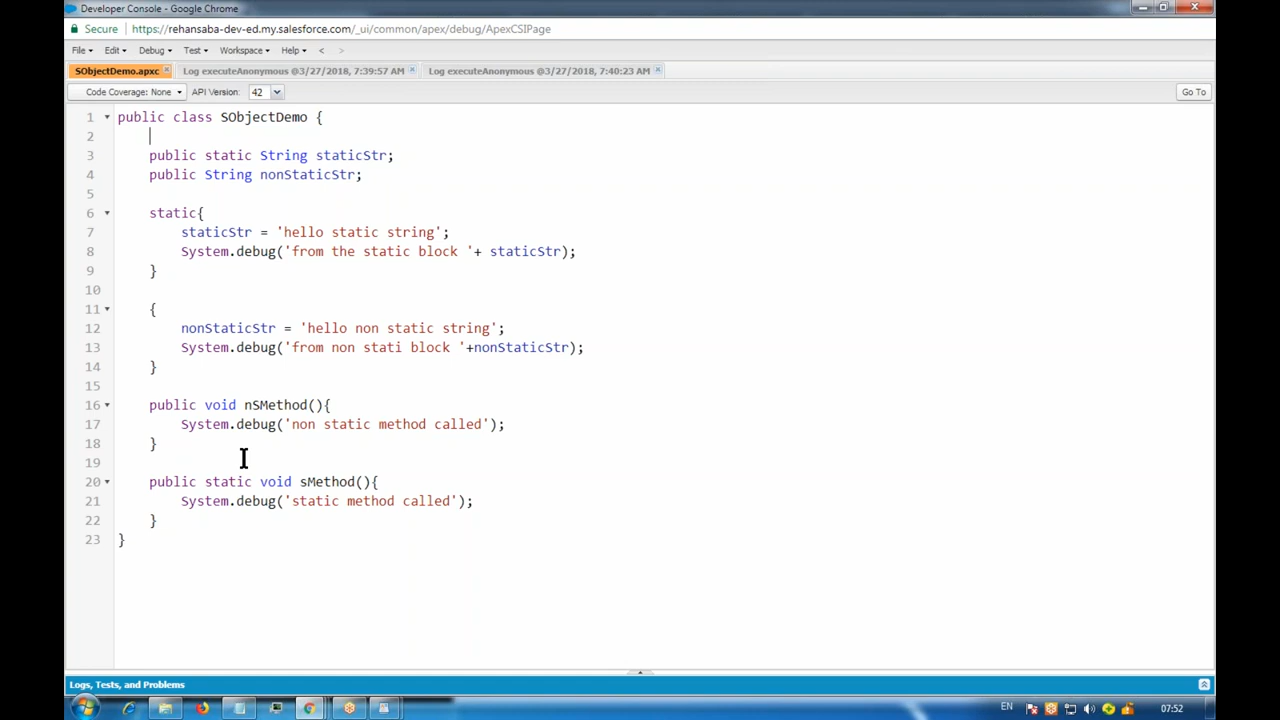 Developer Console - Google Chrome
Secure https://rehansaba-dev-ed.my.salesforce.com/_ui/common/apex/debug/ApexCSIPage
File Edit Debug Test Workspace Help < >
SObjectDemo.apxc Log executeAnonymous @3/27/2018, 7:39:57 AM Log executeAnonymous @3/27/2018, 7:40:23 AM
Code Coverage: None API Version: 42 Go To
1 public class SObjectDemo {
2
3 public static String staticStr;
4 public String nonStaticStr;
5
6 static{
7 staticStr = 'hello static string';
8 System.debug('from the static block '+ staticStr);
9 }
10
11 {
12 nonStaticStr = 'hello non static string';
13 System.debug('from non stati block '+nonStaticStr);
14 }
15
16 public void nSMethod(){
17 System.debug('non static method called');
18 }
19
20 public static void sMethod(){
21 System.debug('static method called');
22 }
23 }
Logs, Tests, and Problems
EN 07:52